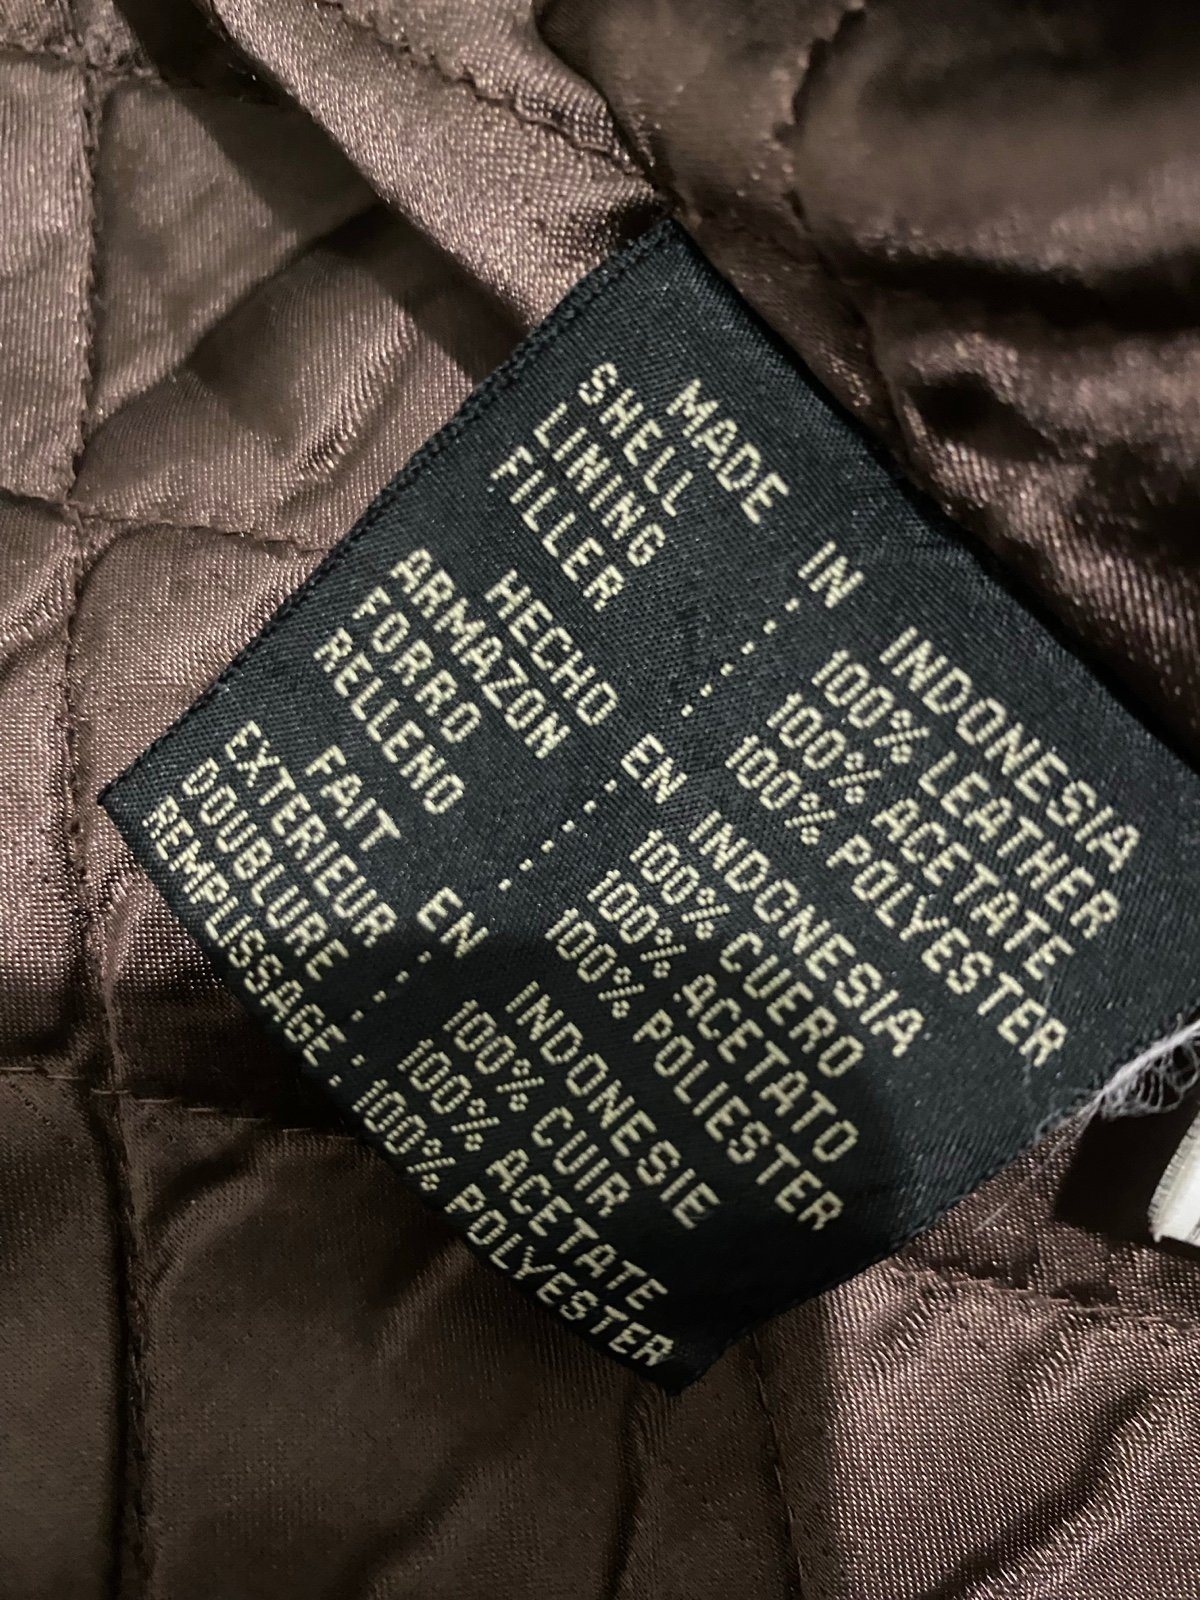 MADE IN INDONESIA
SHELL : 100% LEATHER
LINING : 100% ACETATE
FILLER : 100% POLYESTER
HECHO EN INDONESIA
ARMAZON : 100% CUERO
FORRO : 100% ACETATO
RELLENO : 100% POLIESTER
FAIT EN INDONESIE
EXTERIEUR : 100% CUIR
DOUBLURE : 100% ACETATE
REMPLISSAGE : 100% POLYESTER